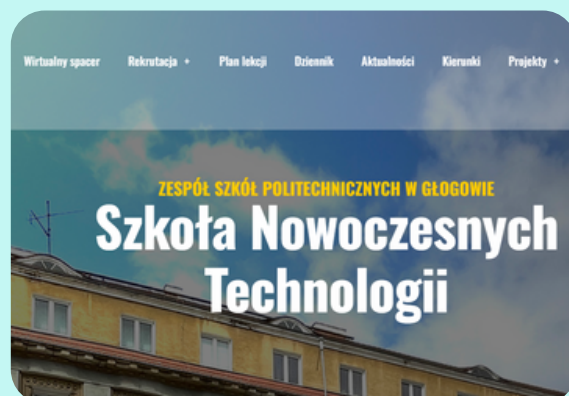 Wirtualny spacer Rekrutacja + Plan lekcji Dziennik Aktualności Kierunki Projekty +
ZESPÓŁ SZKÓŁ POLITECHNICZNYCH W GŁOGOWIE
Szkoła Nowoczesnych
Technologii